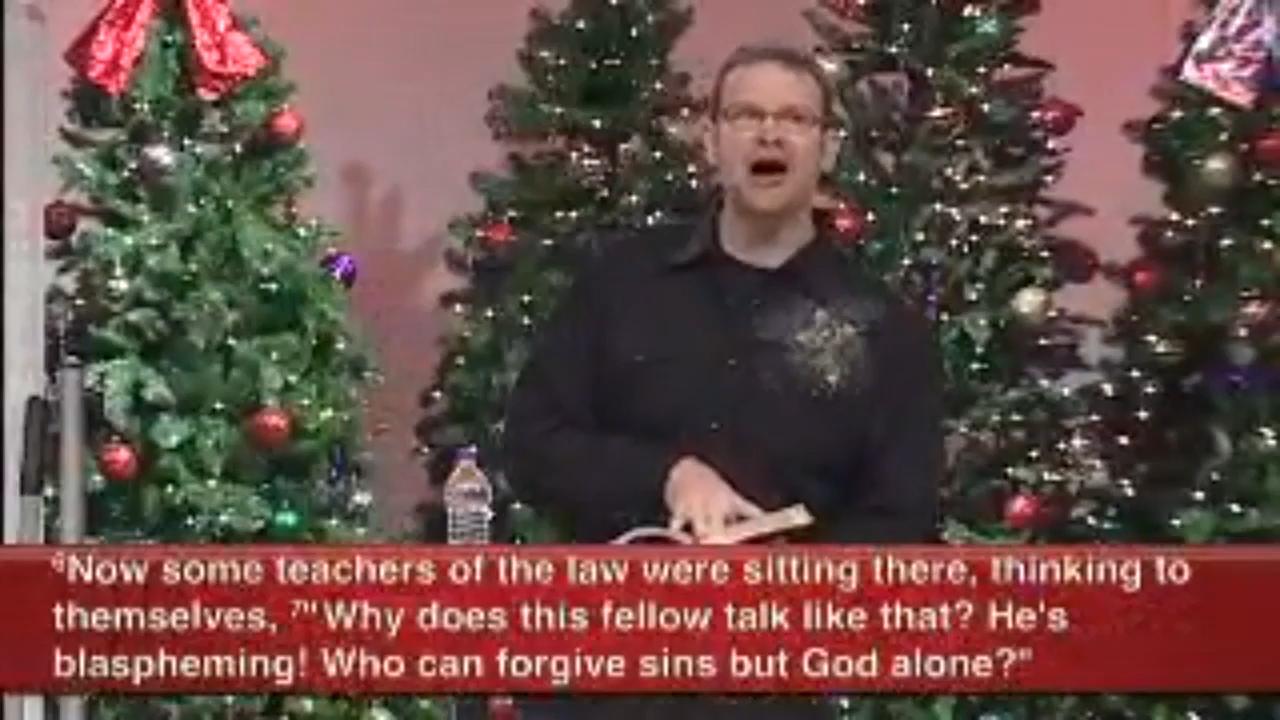 ⁶Now some teachers of the law were sitting there, thinking to
themselves, ⁷"Why does this fellow talk like that? He's
blaspheming! Who can forgive sins but God alone?"